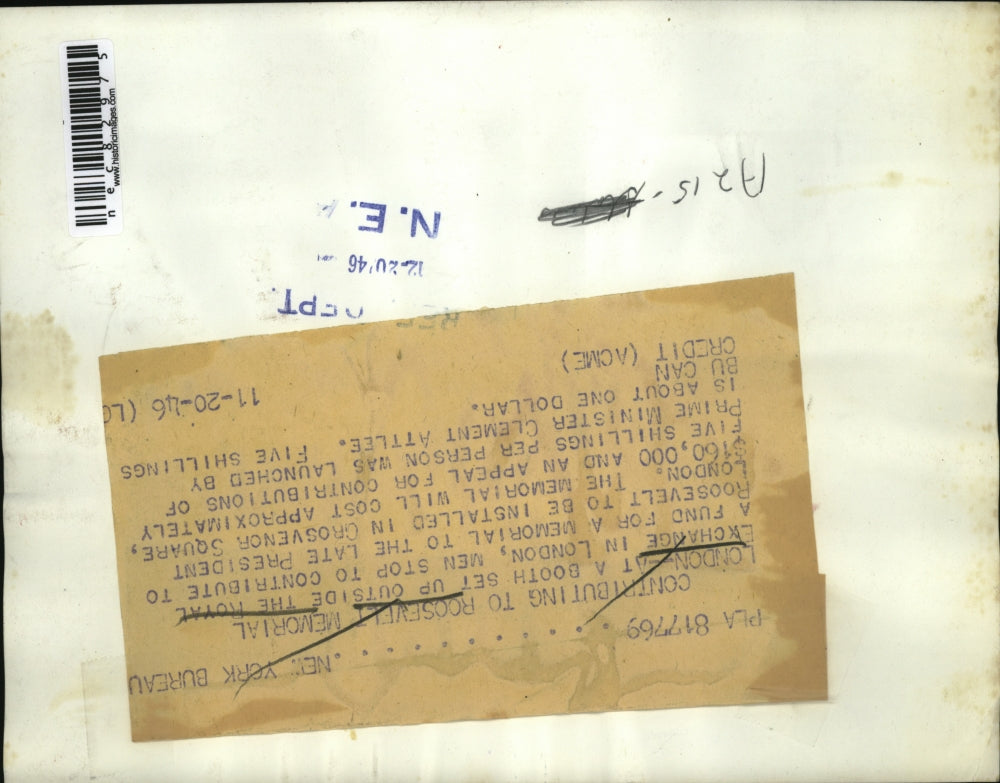 PLA 817769 . . . . . . . . . . NEW YORK BUREAU
CONTRIBUTING TO ROOSEVELT MEMORIAL
LONDON--AT A BOOTH SET UP OUTSIDE THE ROYAL
EXCHANGE IN LONDON, MEN STOP TO CONTRIBUTE TO
A FUND FOR A MEMORIAL TO THE LATE PRESIDENT
ROOSEVELT TO BE INSTALLED IN GROSVENOR SQUARE,
LONDON. THE MEMORIAL WILL COST APPROXIMATELY
$160,000 AND AN APPEAL FOR CONTRIBUTIONS OF
FIVE SHILLINGS PER PERSON WAS LAUNCHED BY
PRIME MINISTER CLEMENT ATTLEE. FIVE SHILLINGS
IS ABOUT ONE DOLLAR.
BU CAN
CREDIT (ACME) 11-20-46 (LO
DEPT.
12-20'46
N.E.A
A215-
nec82975
www.historicimages.com